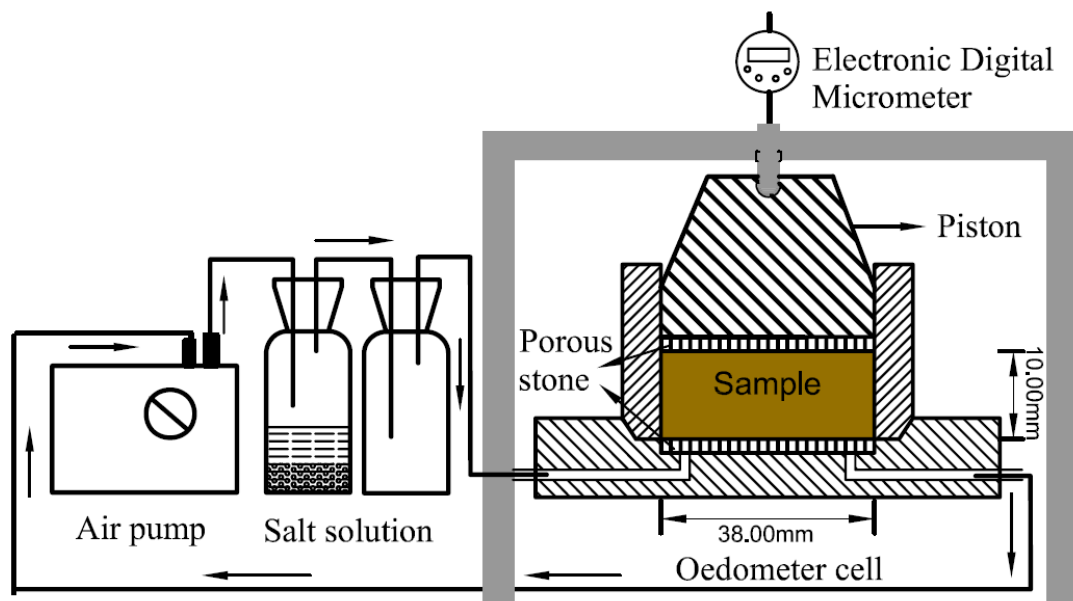 Electronic Digital
Micrometer
Piston
Porous
stone
Sample
10.00mm
38.00mm
Air pump
Salt solution
Oedometer cell